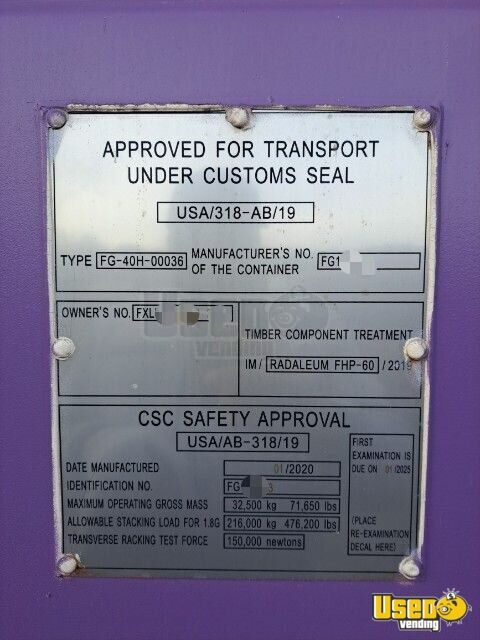 APPROVED FOR TRANSPORT
UNDER CUSTOMS SEAL
USA/318-AB/19
TYPE FG-40H-00036 MANUFACTURER'S NO. OF THE CONTAINER FG1
OWNER'S NO. FXL
TIMBER COMPONENT TREATMENT
IM/ RADALEUM FHP-60 / 2019
CSC SAFETY APPROVAL
USA/AB-318/19
DATE MANUFACTURED 01/2020
IDENTIFICATION NO. FG 3
MAXIMUM OPERATING GROSS MASS 32,500 kg 71,650 lbs
ALLOWABLE STACKING LOAD FOR 1.8G 216,000 kg 476,200 lbs
TRANSVERSE RACKING TEST FORCE 150,000 newtons
FIRST
EXAMINATION IS
DUE ON 01/2025
(PLACE
RE-EXAMINATION
DECAL HERE)
Used
VENDING
Used
vending